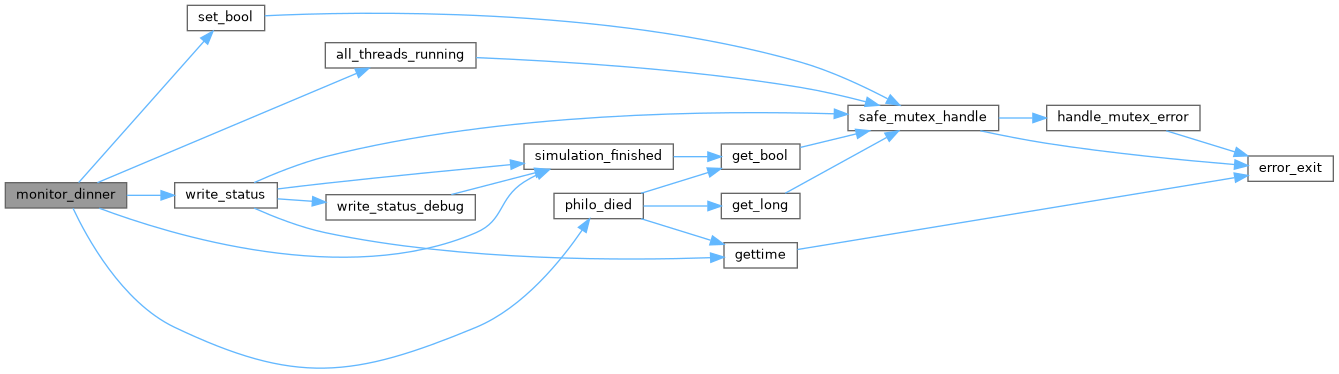 set_bool
all_threads_running
safe_mutex_handle
handle_mutex_error
simulation_finished
get_bool
error_exit
monitor_dinner
write_status
write_status_debug
philo_died
get_long
gettime